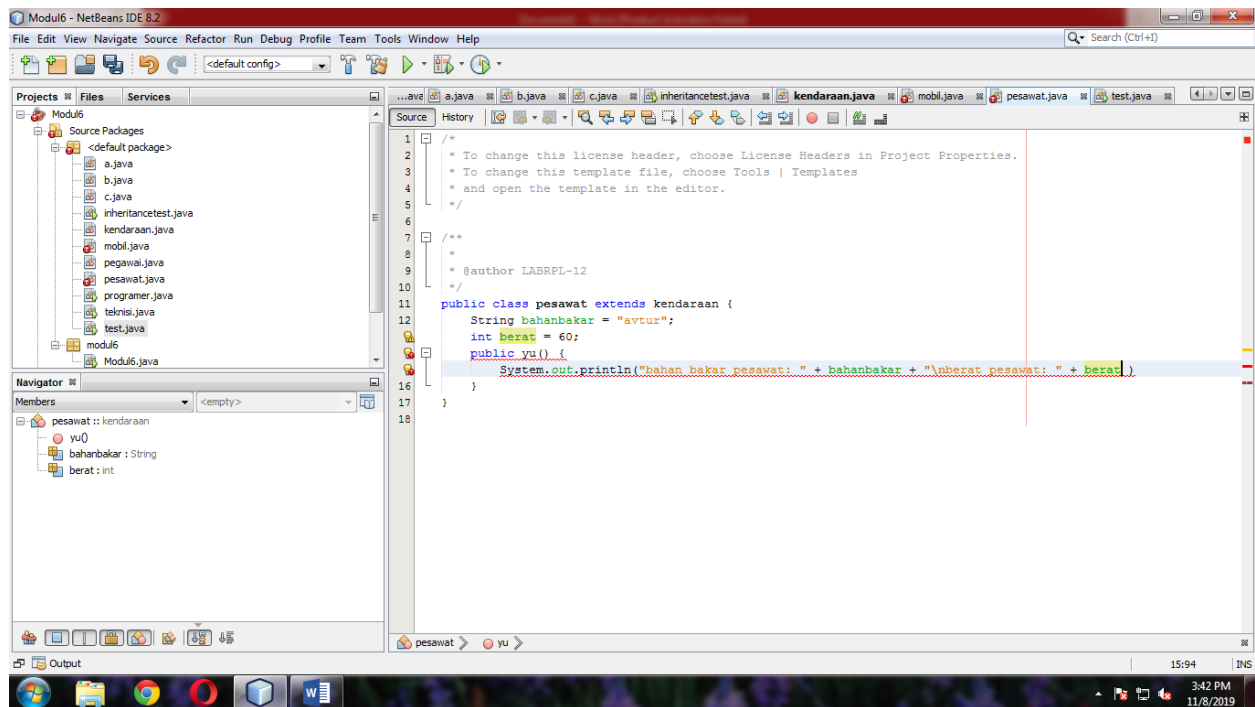 Modul6 - NetBeans IDE 8.2
File Edit View Navigate Source Refactor Run Debug Profile Team Tools Window Help
Search (Ctrl+I)
<default config>
Projects Files Services
Modul6
Source Packages
<default package>
a.java
b.java
c.java
inheritancetest.java
kendaraan.java
mobil.java
pegawai.java
pesawat.java
programer.java
teknisi.java
test.java
modul6
Modul6.java
Navigator
Members <empty>
pesawat :: kendaraan
yu()
bahanbakar : String
berat : int
...ava a.java b.java c.java inheritancetest.java kendaraan.java mobil.java pesawat.java test.java
Source History
1 /*
2 * To change this license header, choose License Headers in Project Properties.
3 * To change this template file, choose Tools | Templates
4 * and open the template in the editor.
5 */
6
7 /**
8 *
9 * @author LABRPL-12
10 */
11 public class pesawat extends kendaraan {
12 String bahanbakar = "avtur";
int berat = 60;
public yu() {
System.out.println("bahan bakar pesawat: " + bahanbakar + "\nberat pesawat: " + berat )
16 }
17 }
18
pesawat yu
Output
15:94 INS
3:42 PM
11/8/2019